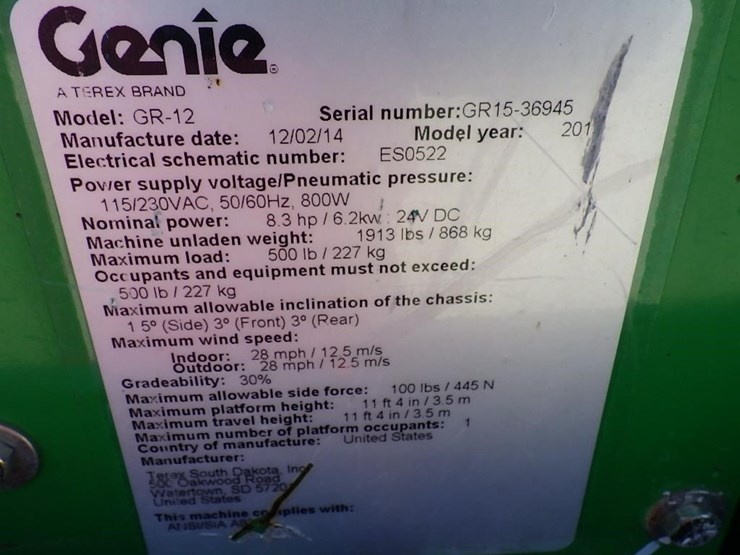 Genie
A TEREX BRAND
Model: GR-12 Serial number:GR15-36945
Manufacture date: 12/02/14 Model year: 201
Electrical schematic number: ES0522
Power supply voltage/Pneumatic pressure:
115/230VAC, 50/60Hz, 800W
Nominal power: 8.3 hp / 6.2kw : 24V DC
Machine unladen weight: 1913 lbs / 868 kg
Maximum load: 500 lb / 227 kg
Occupants and equipment must not exceed:
500 lb / 227 kg
Maximum allowable inclination of the chassis:
1.5° (Side) 3° (Front) 3° (Rear)
Maximum wind speed:
Indoor: 28 mph / 12.5 m/s
Outdoor: 28 mph / 12.5 m/s
Gradeability: 30%
Maximum allowable side force: 100 lbs / 445 N
Maximum platform height: 11 ft 4 in / 3.5 m
Maximum travel height: 11 ft 4 in / 3.5 m
Maximum number of platform occupants: 1
Country of manufacture: United States
Manufacturer:
Terex South Dakota, Inc
500 Oakwood Road
Watertown, SD 5720
United States
This machine complies with:
ANSI/SIA